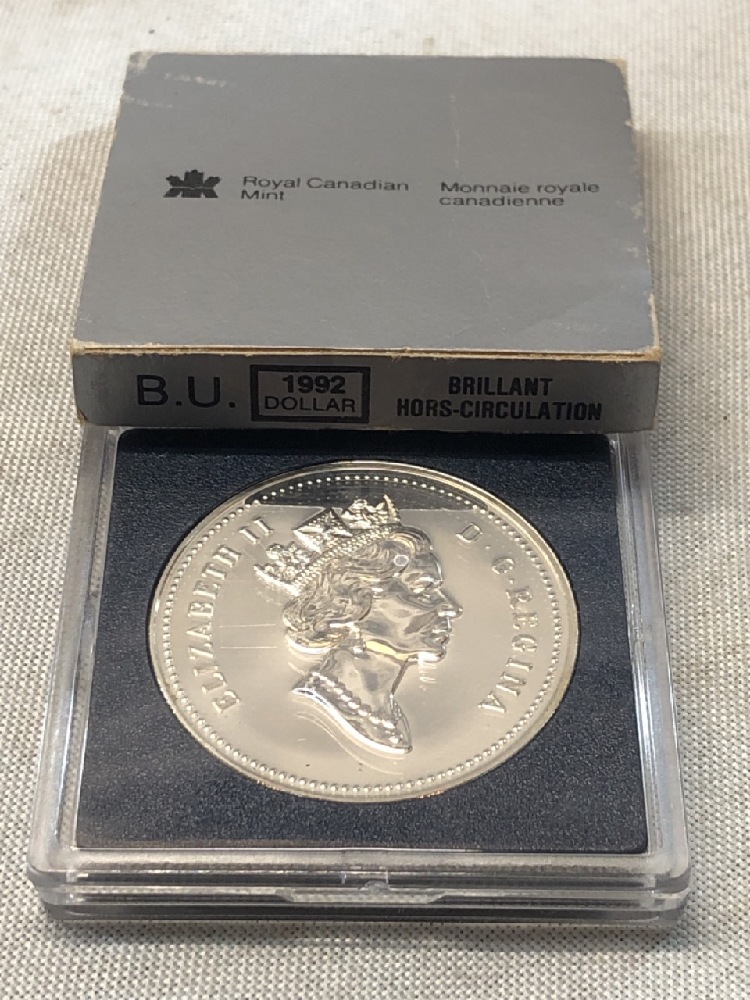 Royal Canadian
Mint
Monnaie royale
canadienne
B.U.
1992
DOLLAR
BRILLANT
HORS-CIRCULATION
ELIZABETH II
D·G·REGINA